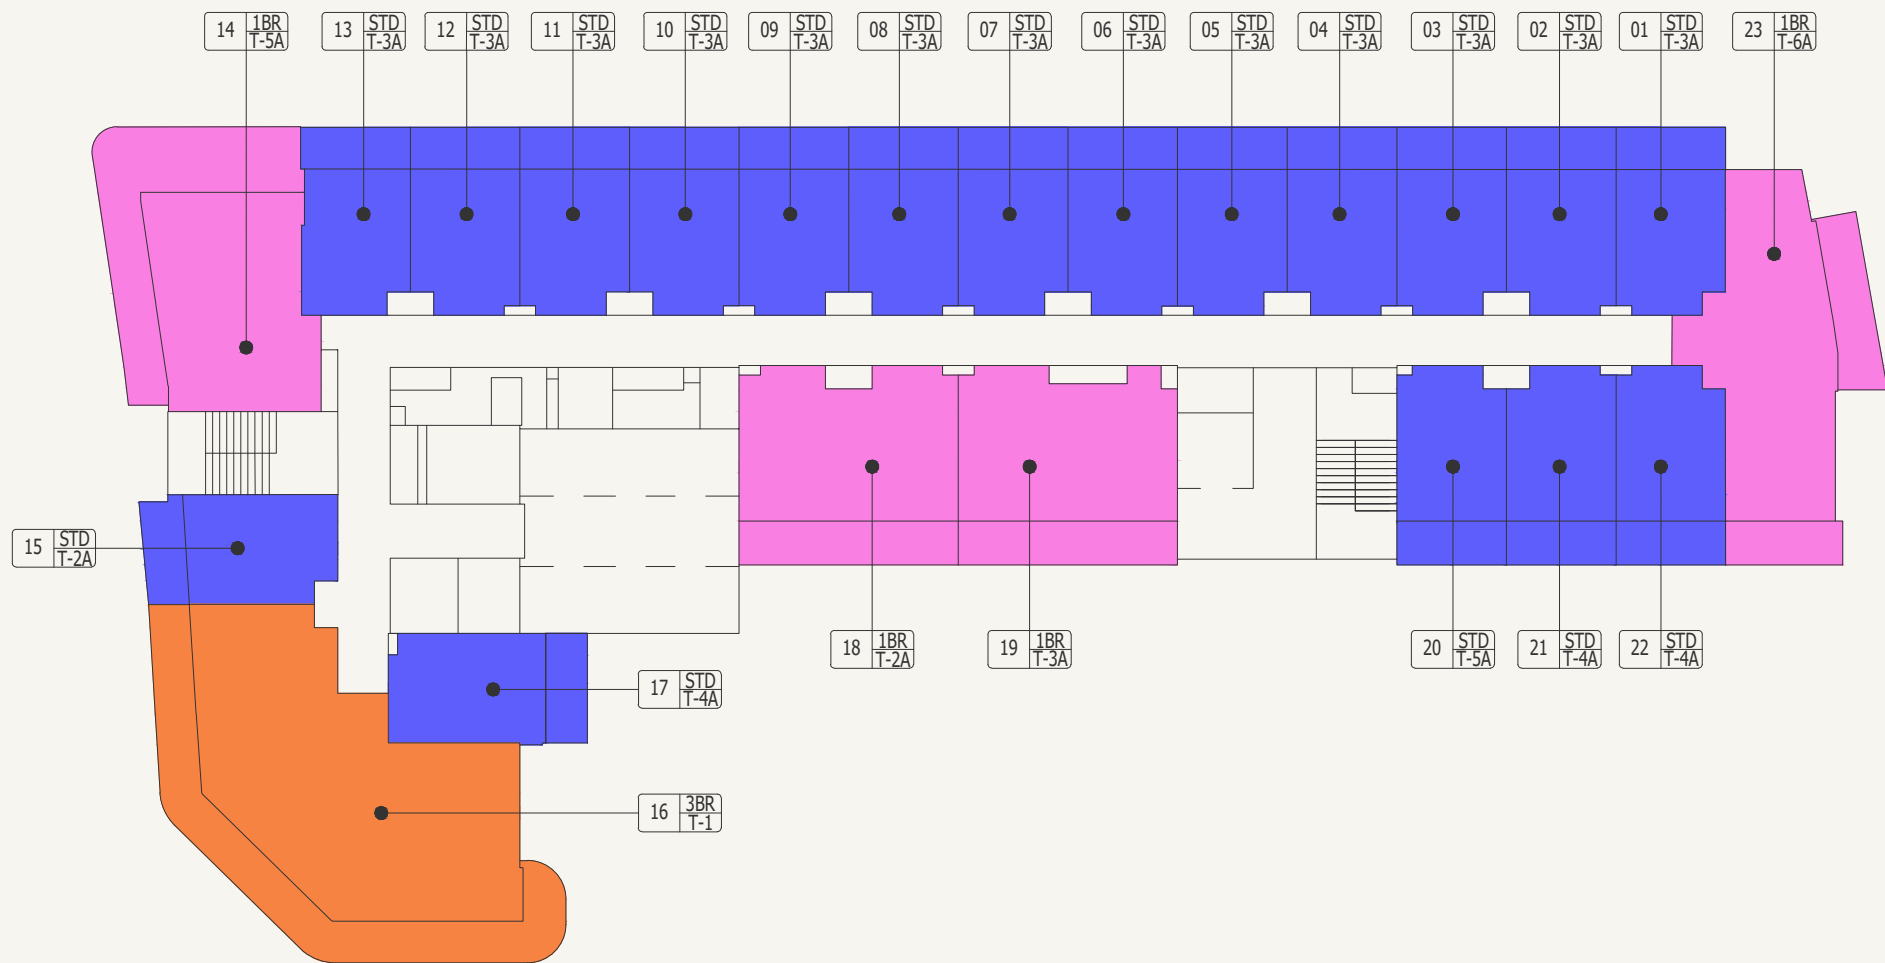 14 1BR T-5A
13 STD T-3A
12 STD T-3A
11 STD T-3A
10 STD T-3A
09 STD T-3A
08 STD T-3A
07 STD T-3A
06 STD T-3A
05 STD T-3A
04 STD T-3A
03 STD T-3A
02 STD T-3A
01 STD T-3A
23 1BR T-6A
15 STD T-2A
18 1BR T-2A
19 1BR T-3A
20 STD T-5A
21 STD T-4A
22 STD T-4A
17 STD T-4A
16 3BR T-1